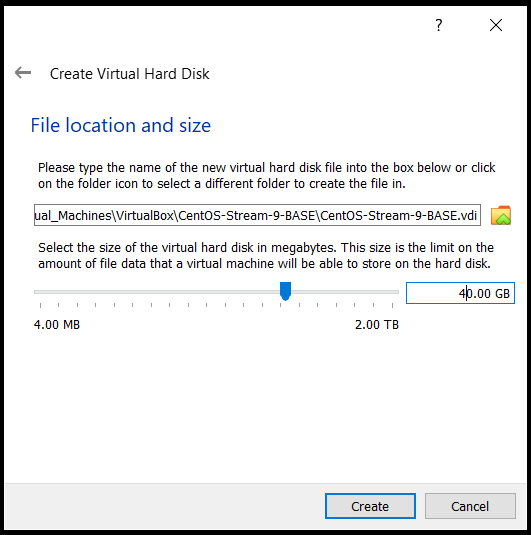 ?
Create Virtual Hard Disk
File location and size
Please type the name of the new virtual hard disk file into the box below or click
on the folder icon to select a different folder to create the file in.
ual_Machines\VirtualBox\CentOS-Stream-9-BASE\CentOS-Stream-9-BASE.vdi
Select the size of the virtual hard disk in megabytes. This size is the limit on the
amount of file data that a virtual machine will be able to store on the hard disk.
40.00 GB
4.00 MB 2.00 TB
Create Cancel